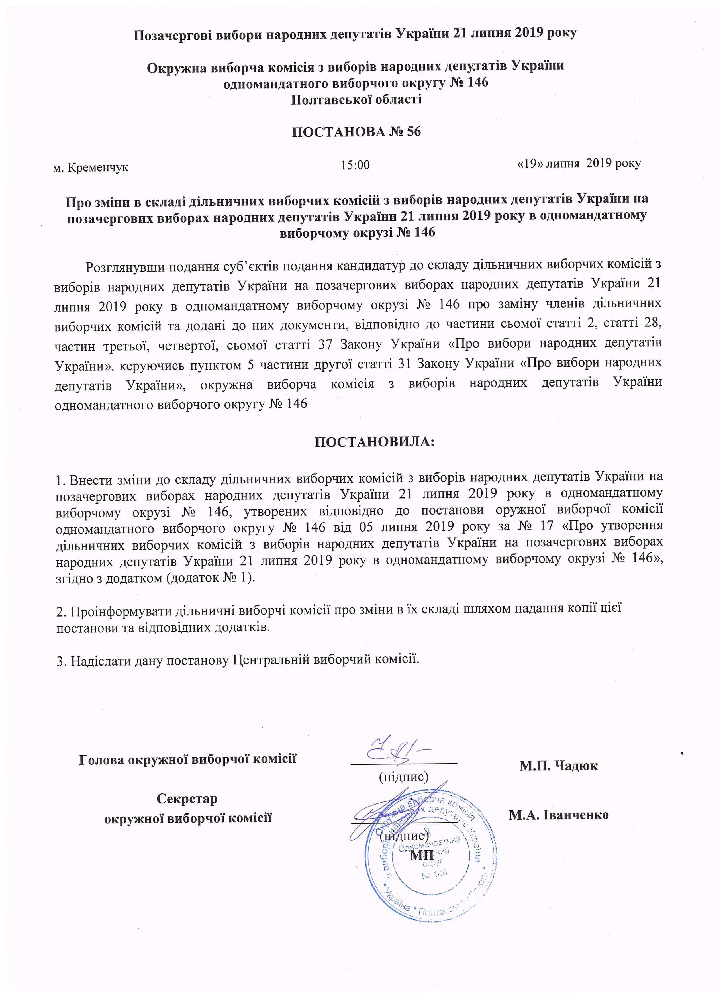 Позачергові вибори народних депутатів України 21 липня 2019 року
Окружна виборча комісія з виборів народних депутатів України
одномандатного виборчого округу № 146
Полтавської області
ПОСТАНОВА № 56
м. Кременчук 15:00 «19» липня 2019 року
Про зміни в складі дільничних виборчих комісій з виборів народних депутатів України на
позачергових виборах народних депутатів України 21 липня 2019 року в одномандатному
виборчому окрузі № 146
Розглянувши подання суб’єктів подання кандидатур до складу дільничних виборчих комісій з
виборів народних депутатів України на позачергових виборах народних депутатів України 21
липня 2019 року в одномандатному виборчому окрузі № 146 про заміну членів дільничних
виборчих комісій та додані до них документи, відповідно до частини сьомої статті 2, статті 28,
частин третьої, четвертої, сьомої статті 37 Закону України «Про вибори народних депутатів
України», керуючись пунктом 5 частини другої статті 31 Закону України «Про вибори народних
депутатів України», окружна виборча комісія з виборів народних депутатів України
одномандатного виборчого округу № 146
ПОСТАНОВИЛА:
1. Внести зміни до складу дільничних виборчих комісій з виборів народних депутатів України на
позачергових виборах народних депутатів України 21 липня 2019 року в одномандатному
виборчому окрузі № 146, утворених відповідно до постанови оружної виборчої комісії
одномандатного виборчого округу № 146 від 05 липня 2019 року за № 17 «Про утворення
дільничних виборчих комісій з виборів народних депутатів України на позачергових виборах
народних депутатів України 21 липня 2019 року в одномандатному виборчому окрузі № 146»,
згідно з додатком (додаток № 1).
2. Проінформувати дільничні виборчі комісії про зміни в їх складі шляхом надання копії цієї
постанови та відповідних додатків.
3. Надіслати дану постанову Центральній виборчий комісії.
Голова окружної виборчої комісії
(підпис)
М.П. Чадюк
Секретар
окружної виборчої комісії
(підпис)
МП
М.А. Іванченко
Окружна виборча комісія
з виборів народних депутатів України
* Україна *
Одномандатний
округ
№ 146